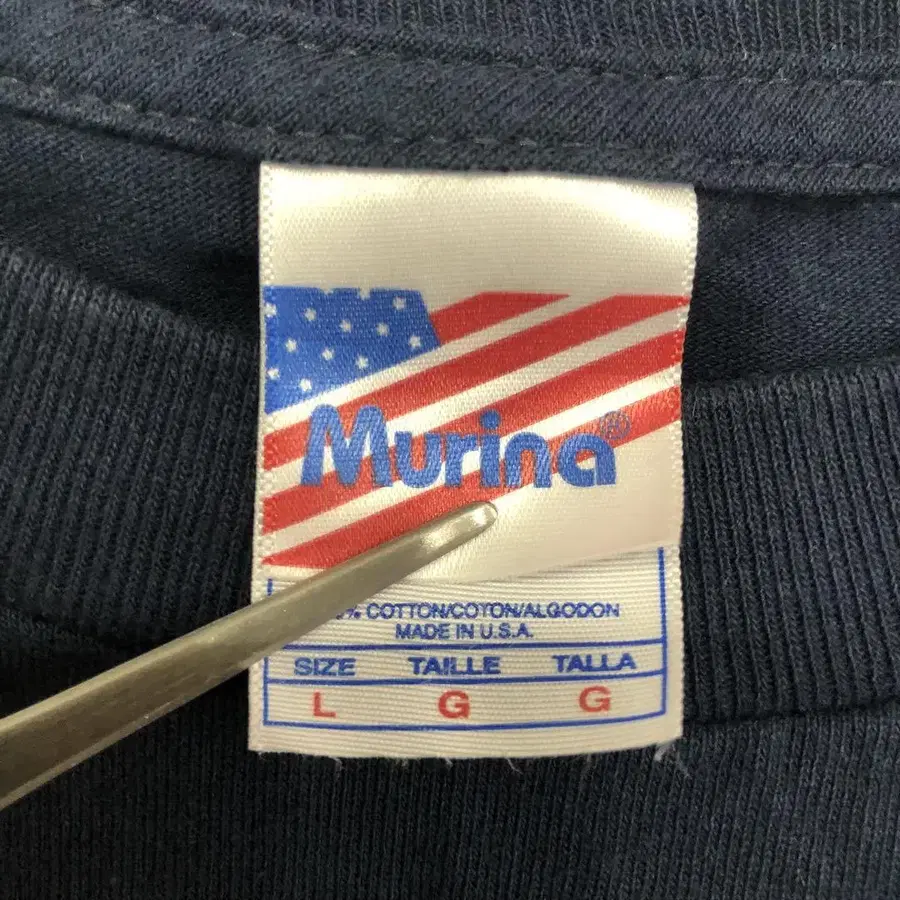 Murina®
% COTTON/COTON/ALGODON
MADE IN U.S.A.
SIZE TAILLE TALLA
L G G